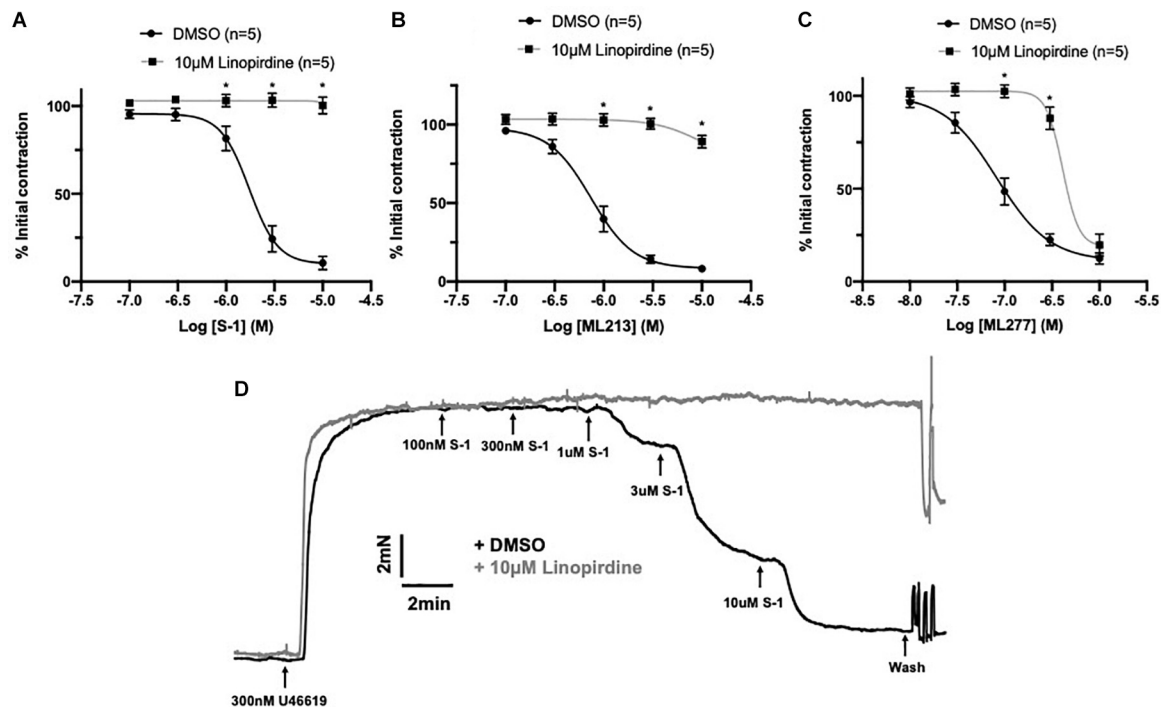 A
DMSO (n=5)
10µM Linopirdine (n=5)
% Initial contraction
100
50
0
* * *
-7.5 -7.0 -6.5 -6.0 -5.5 -5.0 -4.5
Log [S-1] (M)
B
DMSO (n=5)
10µM Linopirdine (n=5)
% Initial contraction
100
50
0
* * *
-7.5 -7.0 -6.5 -6.0 -5.5 -5.0 -4.5
Log [ML213] (M)
C
DMSO (n=5)
10µM Linopirdine (n=5)
% Initial contraction
100
50
0
* *
-8.5 -8.0 -7.5 -7.0 -6.5 -6.0 -5.5
Log [ML277] (M)
D
100nM S-1
300nM S-1
1uM S-1
3uM S-1
10uM S-1
2mN
2min
+ DMSO
+ 10µM Linopirdine
Wash
300nM U46619